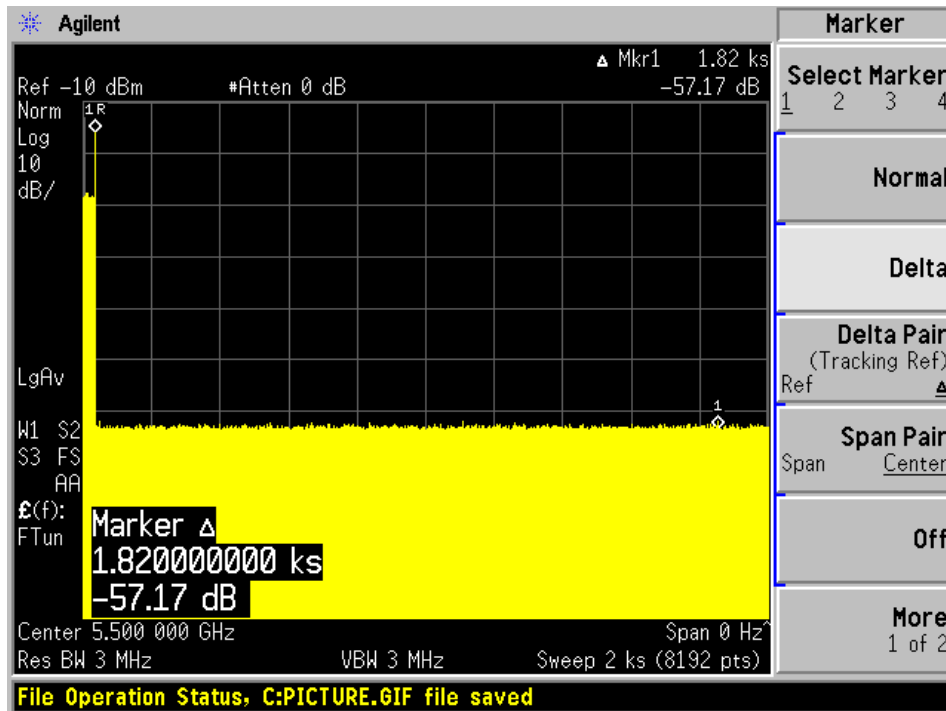 Agilent
Marker
Δ Mkr1 1.82 ks
Ref -10 dBm #Atten 0 dB -57.17 dB
Norm
Log
10
dB/
1R
LgAv
1
W1 S2
S3 FS
AA
£(f):
FTun
Marker Δ
1.820000000 ks
-57.17 dB
Center 5.500 000 GHz Span 0 Hz^
Res BW 3 MHz VBW 3 MHz Sweep 2 ks (8192 pts)
File Operation Status, C:PICTURE.GIF file saved
Select Marker
1 2 3 4
Normal
Delta
Delta Pair
(Tracking Ref)
Ref Δ
Span Pair
Span Center
Off
More
1 of 2